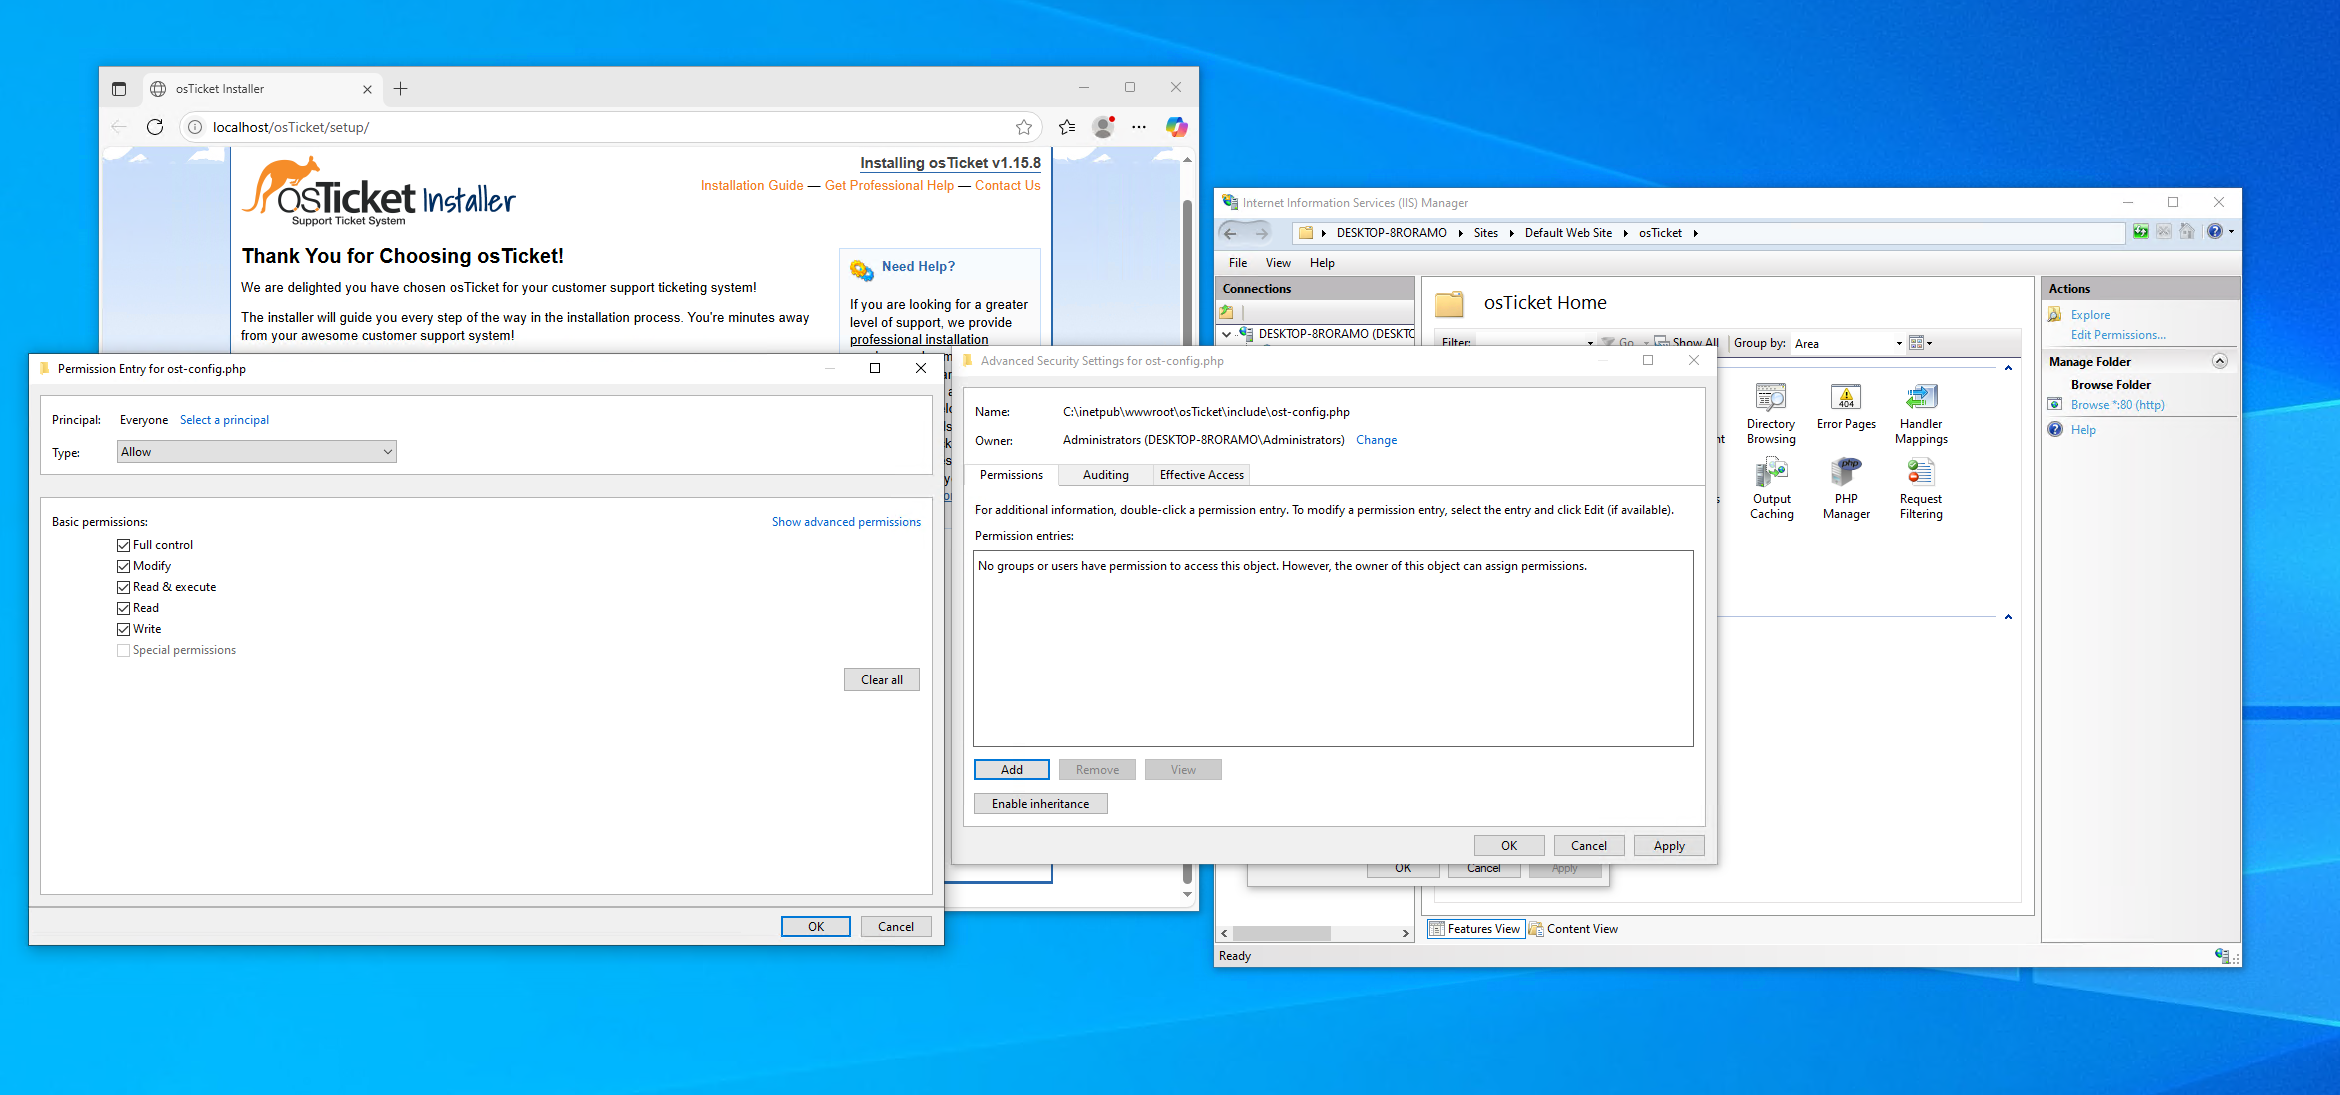 osTicket Installer
localhost/osTicket/setup/
osTicket Installer
Support Ticket System
Installing osTicket v1.15.8
Installation Guide — Get Professional Help — Contact Us
Thank You for Choosing osTicket!
We are delighted you have chosen osTicket for your customer support ticketing system!
The installer will guide you every step of the way in the installation process. You're minutes away
from your awesome customer support system!
Need Help?
If you are looking for a greater
level of support, we provide
professional installation
Permission Entry for ost-config.php
Principal: Everyone Select a principal
Type: Allow
Basic permissions: Show advanced permissions
Full control
Modify
Read & execute
Read
Write
Special permissions
Clear all
OK Cancel
Advanced Security Settings for ost-config.php
Name: C:\inetpub\wwwroot\osTicket\include\ost-config.php
Owner: Administrators (DESKTOP-8RORAMO\Administrators) Change
Permissions Auditing Effective Access
For additional information, double-click a permission entry. To modify a permission entry, select the entry and click Edit (if available).
Permission entries:
No groups or users have permission to access this object. However, the owner of this object can assign permissions.
Add Remove View
Enable inheritance
OK Cancel Apply
OK Cancel Apply
Internet Information Services (IIS) Manager
DESKTOP-8RORAMO Sites Default Web Site osTicket
File View Help
Connections
DESKTOP-8RORAMO (DESKTC
osTicket Home
Filter: Go Show All Group by: Area
Directory
Browsing
Error Pages
404
Handler
Mappings
Output
Caching
php
PHP
Manager
Request
Filtering
Features View Content View
Ready
Actions
Explore
Edit Permissions...
Manage Folder
Browse Folder
Browse *:80 (http)
Help